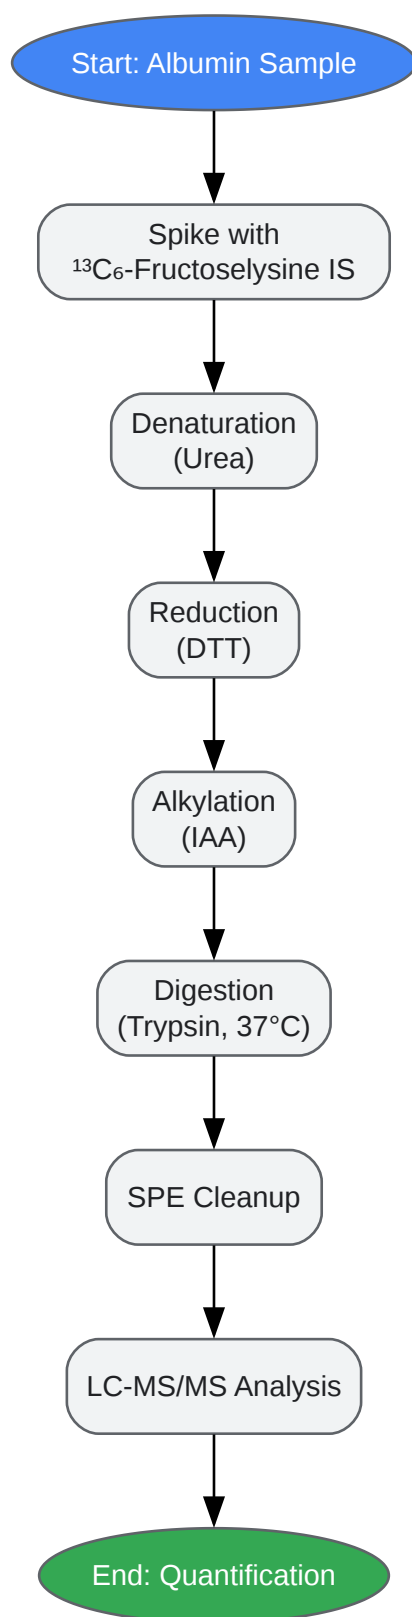 Start: Albumin Sample
Spike with
¹³C₆-Fructoselysine IS
Denaturation
(Urea)
Reduction
(DTT)
Alkylation
(IAA)
Digestion
(Trypsin, 37°C)
SPE Cleanup
LC-MS/MS Analysis
End: Quantification